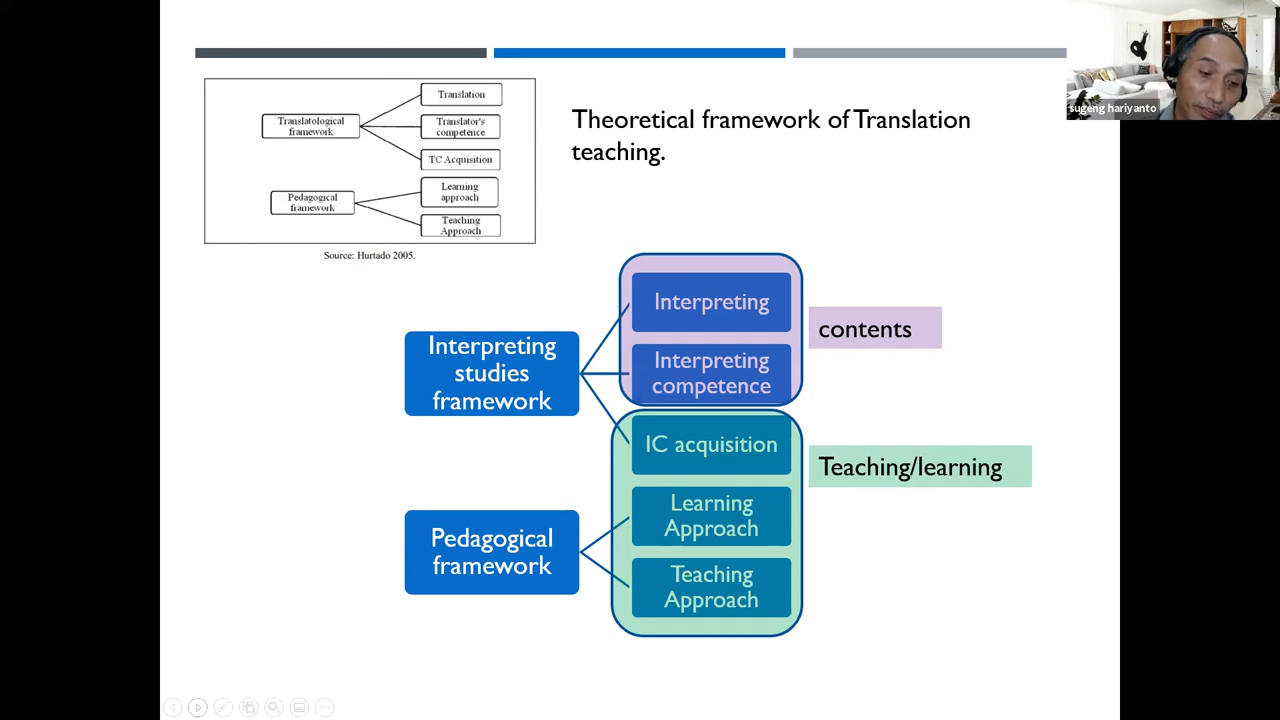 Translation
Translatological
framework
Translator's
competence
TC Acquisition
Pedagogical
framework
Learning
approach
Teaching
Approach
Source: Hurtado 2005.
Theoretical framework of Translation
teaching.
sugeng hariyanto
Interpreting
studies
framework
Interpreting
Interpreting
competence
contents
IC acquisition
Teaching/learning
Pedagogical
framework
Learning
Approach
Teaching
Approach